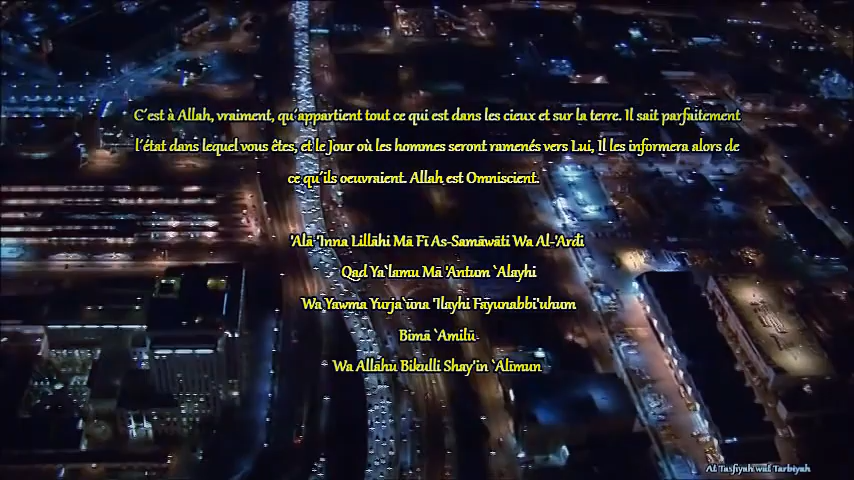 C'est à Allah, vraiment, qu'appartient tout ce qui est dans les cieux et sur la terre. Il sait parfaitement
l'état dans lequel vous êtes, et le Jour où les hommes seront ramenés vers Lui, Il les informera alors de
ce qu'ils oeuvraient. Allah est Omniscient.
'Alā 'Inna Lillāhi Mā Fī As-Samāwāti Wa Al-'Arđi
Qad Ya`lamu Mā 'Antum `Alayhi
Wa Yawma Yurja`ūna 'Ilayhi Fayunabbi'uhum
Bimā `Amilū
Wa Allāhu Bikulli Shay'in `Alīmun
Al Tasfiyah wal Tarbiyah